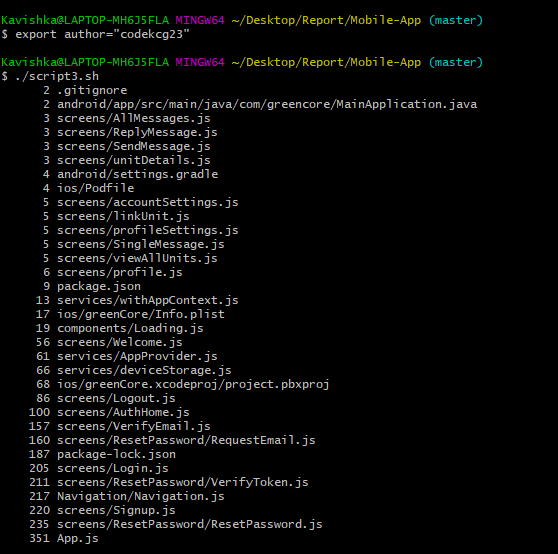 Kavishka@LAPTOP-MH6J5FLA MINGW64 ~/Desktop/Report/Mobile-App (master)
$ export author="codekcg23"
Kavishka@LAPTOP-MH6J5FLA MINGW64 ~/Desktop/Report/Mobile-App (master)
$ ./script3.sh
2 .gitignore
2 android/app/src/main/java/com/greencore/MainApplication.java
3 screens/AllMessages.js
3 screens/ReplyMessage.js
3 screens/SendMessage.js
3 screens/unitDetails.js
4 android/settings.gradle
4 ios/Podfile
5 screens/accountSettings.js
5 screens/linkUnit.js
5 screens/profileSettings.js
5 screens/SingleMessage.js
5 screens/viewAllUnits.js
6 screens/profile.js
9 package.json
13 services/withAppContext.js
17 ios/greenCore/Info.plist
19 components/Loading.js
56 screens/Welcome.js
61 services/AppProvider.js
66 services/deviceStorage.js
68 ios/greenCore.xcodeproj/project.pbxproj
86 screens/Logout.js
100 screens/AuthHome.js
157 screens/VerifyEmail.js
160 screens/ResetPassword/RequestEmail.js
187 package-lock.json
205 screens/Login.js
211 screens/ResetPassword/VerifyToken.js
217 Navigation/Navigation.js
220 screens/Signup.js
235 screens/ResetPassword/ResetPassword.js
351 App.js